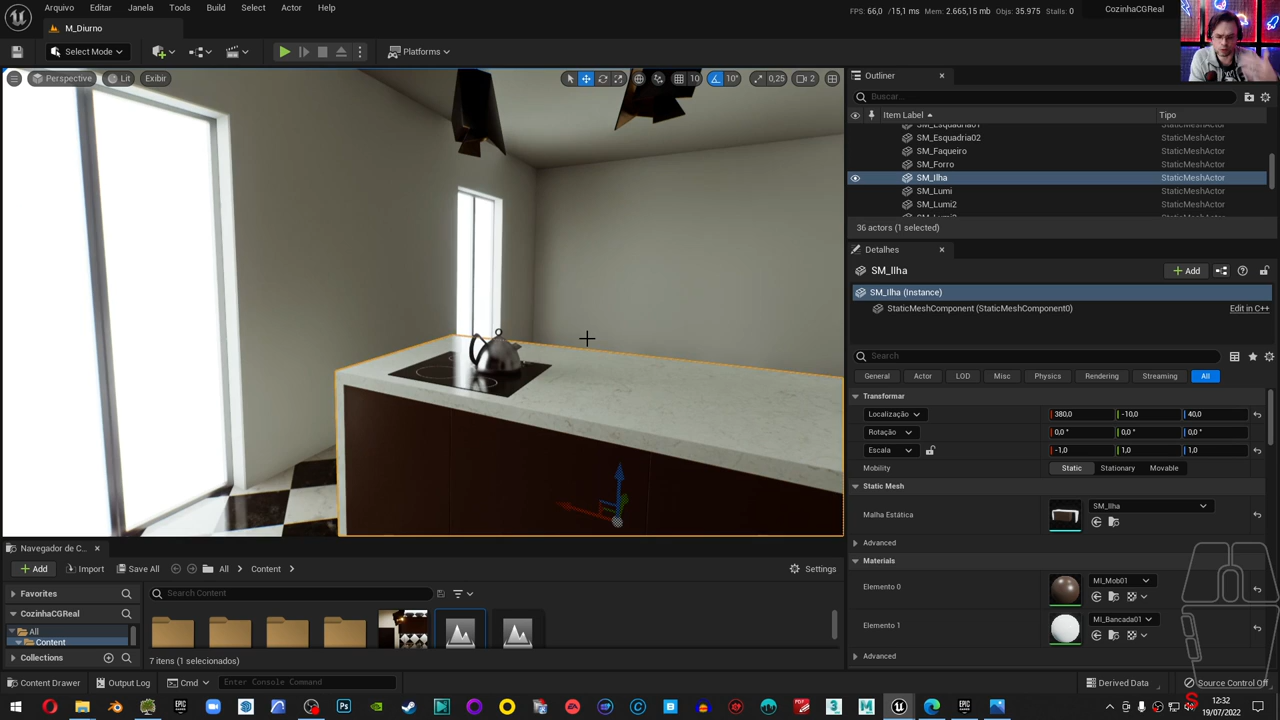 Arquivo Editar Janela Tools Build Select Actor Help
FPS: 66,0 / 15,1 ms Mem: 2.665,15 mb Objs: 35.975 Stalls: 0
CozinhaCGReal
M_Diurno
Select Mode
Platforms
Perspective Lit Exibir
10 10° 0,25 2
Outliner
Buscar...
Item Label Tipo
SM_Esquadria01 StaticMeshActor
SM_Esquadria02 StaticMeshActor
SM_Faqueiro StaticMeshActor
SM_Forro StaticMeshActor
SM_Ilha StaticMeshActor
SM_Lumi StaticMeshActor
SM_Lumi2 StaticMeshActor
36 actors (1 selected)
Detalhes
SM_Ilha
Add
SM_Ilha (Instance)
StaticMeshComponent (StaticMeshComponent0) Edit in C++
Search
General Actor LOD Misc Physics Rendering Streaming All
Transformar
Localização 380,0 -10,0 40,0
Rotação 0,0 ° 0,0 ° 0,0 °
Escala -1,0 1,0 1,0
Mobility Static Stationary Movable
Static Mesh
Malha Estática SM_Ilha
Advanced
Materials
Elemento 0 MI_Mob01
Elemento 1 MI_Bancada01
Advanced
Navegador de C...
Add Import Save All All Content Settings
Favorites
Search Content
CozinhaCGReal
All
Content
Collections
7 itens (1 selecionados)
Content Drawer Output Log Cmd Enter Console Command
Derived Data Source Control Off
12:32
19/07/2022